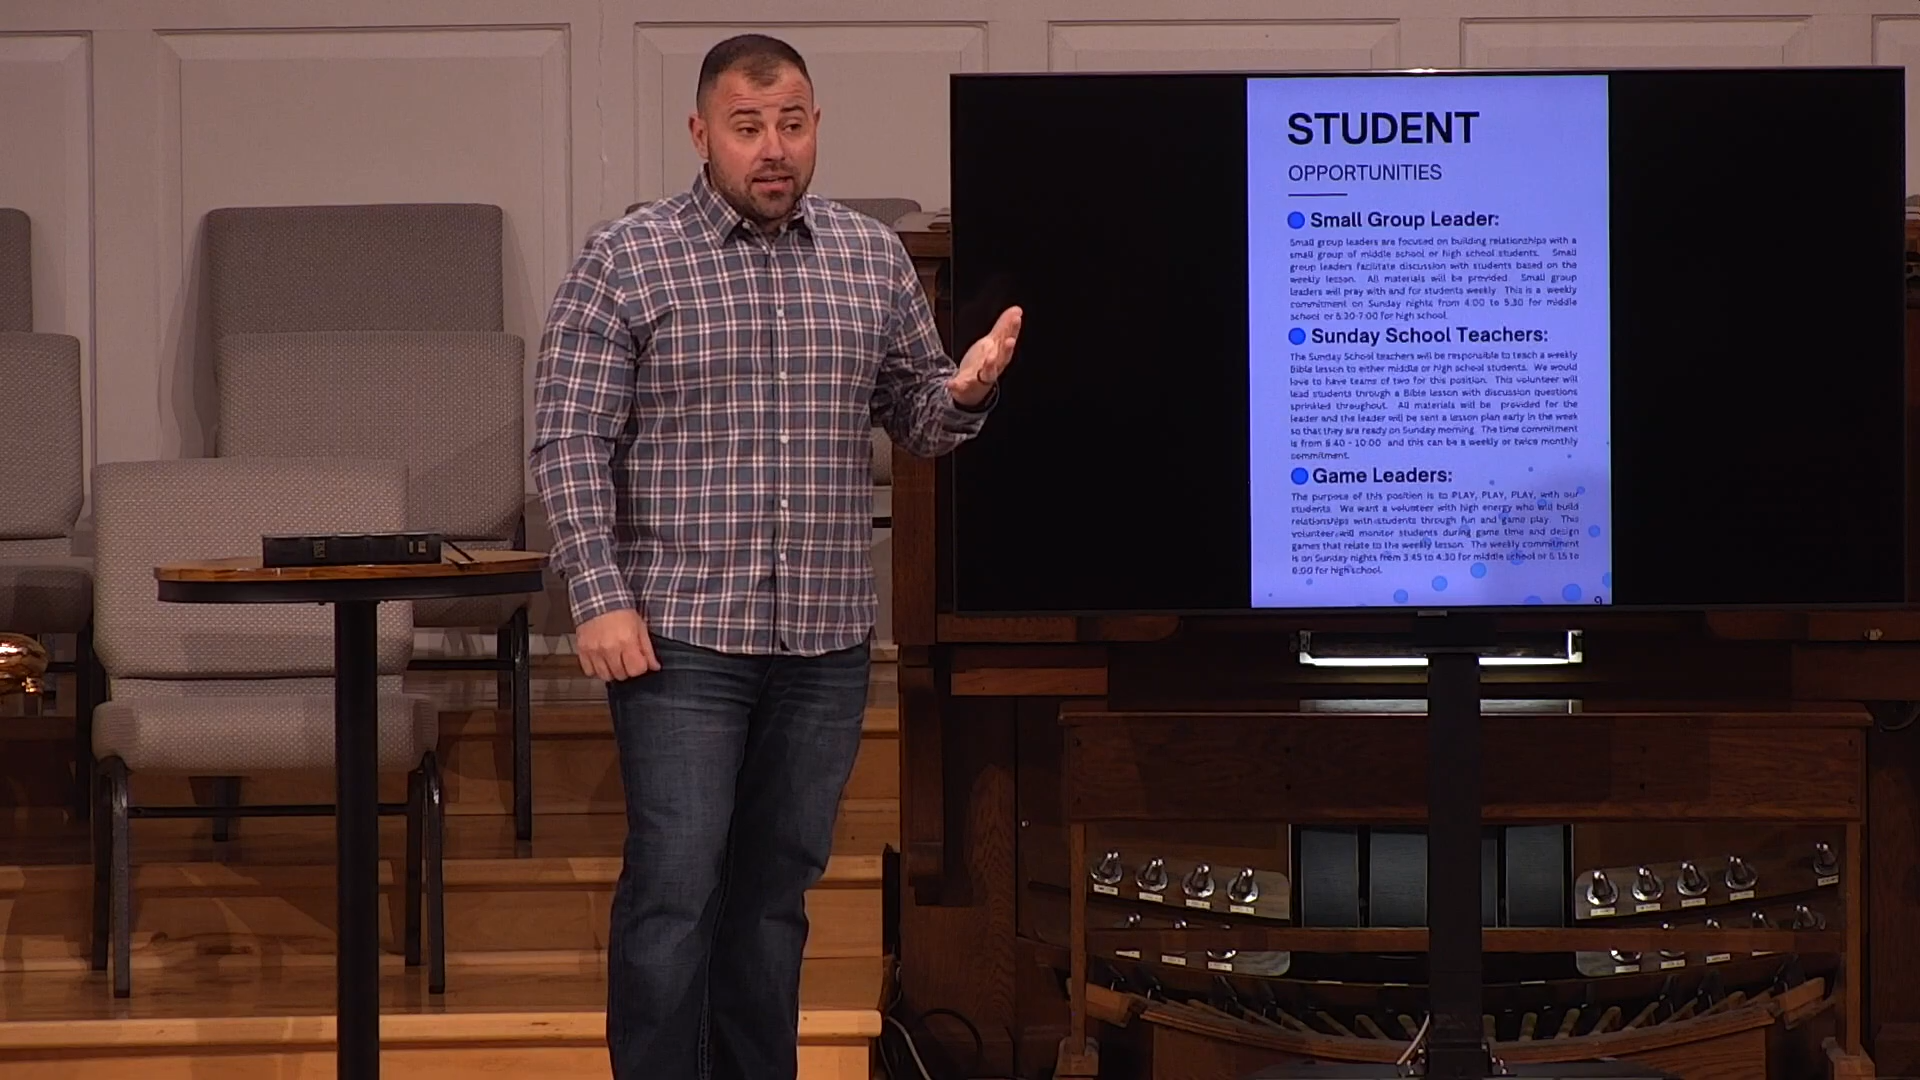 STUDENT
OPPORTUNITIES
Small Group Leader:
Small group leaders are focused on building relationships with a
small group of middle school or high school students. Small
group leaders facilitate discussion with students based on the
weekly lesson. All materials will be provided Small group
leaders will pray with and for students weekly This is a weekly
commitment on Sunday nights from 4:00 to 5:30 for middle
school or 5:30-7:00 for high school.
Sunday School Teachers:
The Sunday School teachers will be responsible to teach a weekly
Bible lesson to either middle or high school students. We would
love to have teams of two for this position. This volunteer will
lead students through a Bible lesson with discussion questions
sprinkled throughout. All materials will be provided for the
leader and the leader will be sent a lesson plan early in the week
so that they are ready on Sunday morning. The time commitment
is from 8:40 - 10:00 and this can be a weekly or twice monthly
commitment.
Game Leaders:
The purpose of this position is to PLAY, PLAY, PLAY, with our
students. We want a volunteer with high energy who will build
relationships with students through fun and game play. This
volunteer will monitor students during game time and design
games that relate to the weekly lesson. The weekly commitment
is on Sunday nights from 3:45 to 4:30 for middle school or 5:15 to
6:00 for high school.
9